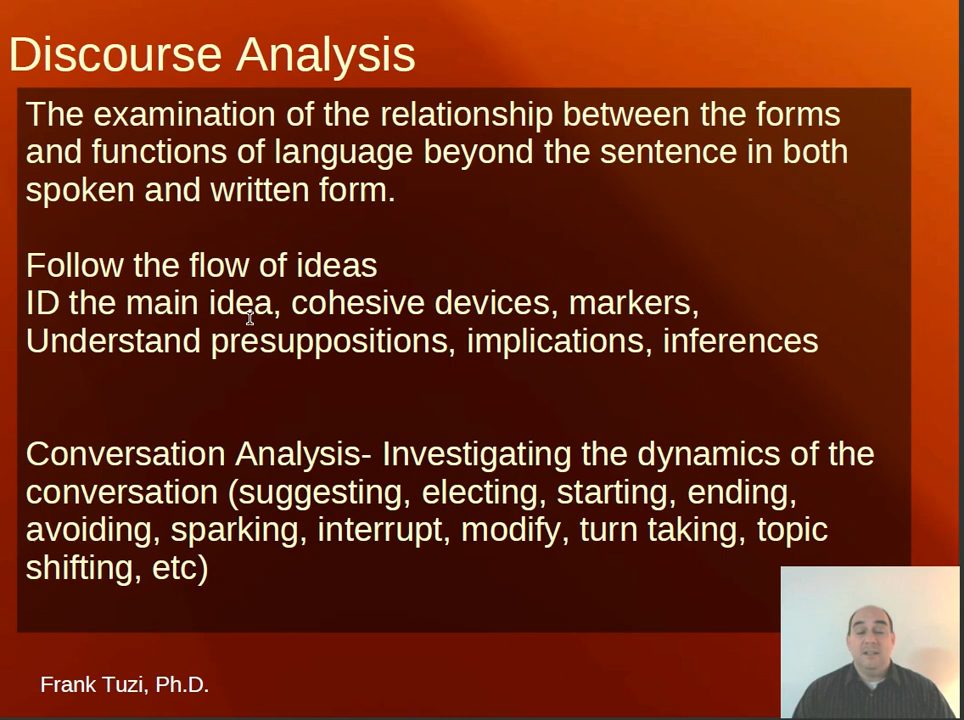 Discourse Analysis
The examination of the relationship between the forms
and functions of language beyond the sentence in both
spoken and written form.
Follow the flow of ideas
ID the main idea, cohesive devices, markers,
Understand presuppositions, implications, inferences
Conversation Analysis- Investigating the dynamics of the
conversation (suggesting, electing, starting, ending,
avoiding, sparking, interrupt, modify, turn taking, topic
shifting, etc)
Frank Tuzi, Ph.D.